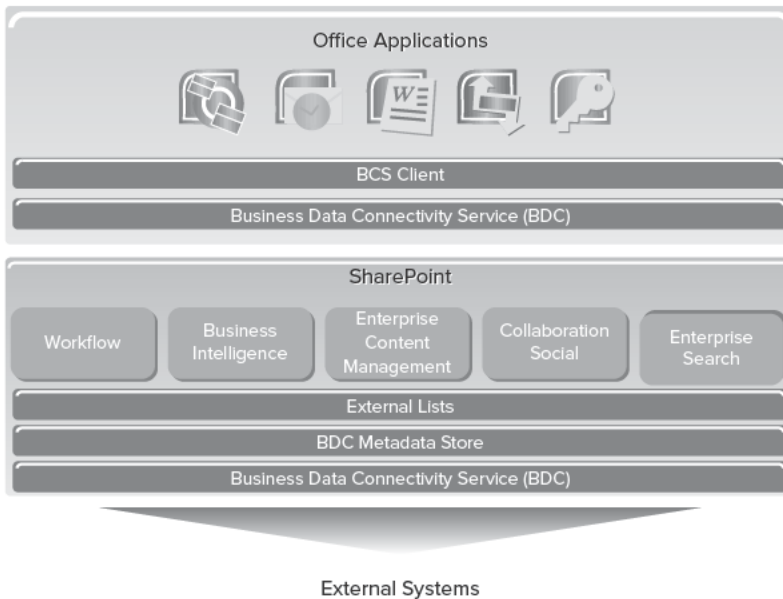 Office Applications
W
BCS Client
Business Data Connectivity Service (BDC)
SharePoint
Workflow
Business
Intelligence
Enterprise
Content
Management
Collaboration
Social
Enterprise
Search
External Lists
BDC Metadata Store
Business Data Connectivity Service (BDC)
External Systems